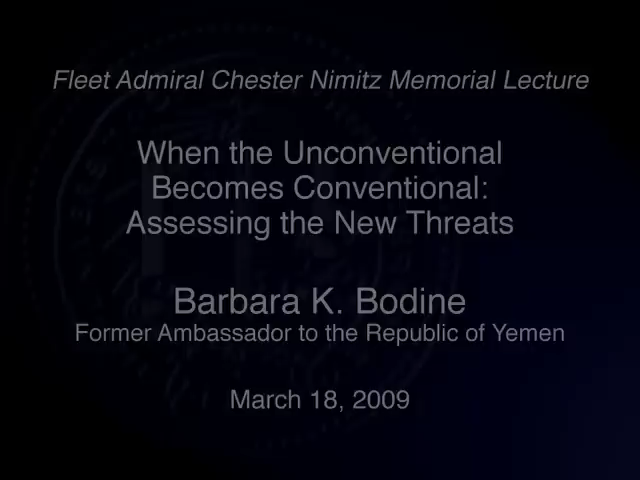 Fleet Admiral Chester Nimitz Memorial Lecture
When the Unconventional
Becomes Conventional:
Assessing the New Threats
Barbara K. Bodine
Former Ambassador to the Republic of Yemen
March 18, 2009